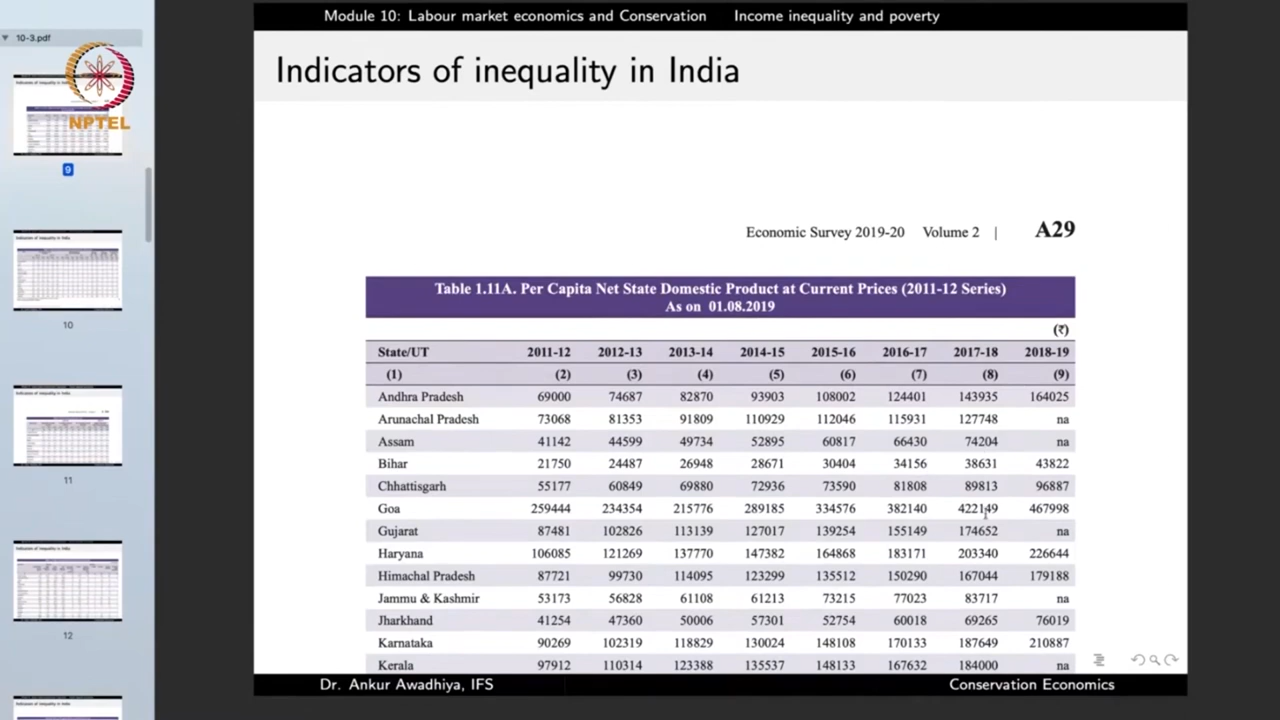 Module 10: Labour market economics and Conservation Income inequality and poverty
10-3.pdf
NPTEL
9
10
11
12
Indicators of inequality in India
Economic Survey 2019-20 Volume 2 | A29
Table 1.11A. Per Capita Net State Domestic Product at Current Prices (2011-12 Series)
As on 01.08.2019
(₹)
State/UT 2011-12 2012-13 2013-14 2014-15 2015-16 2016-17 2017-18 2018-19
(1) (2) (3) (4) (5) (6) (7) (8) (9)
Andhra Pradesh 69000 74687 82870 93903 108002 124401 143935 164025
Arunachal Pradesh 73068 81353 91809 110929 112046 115931 127748 na
Assam 41142 44599 49734 52895 60817 66430 74204 na
Bihar 21750 24487 26948 28671 30404 34156 38631 43822
Chhattisgarh 55177 60849 69880 72936 73590 81808 89813 96887
Goa 259444 234354 215776 289185 334576 382140 422149 467998
Gujarat 87481 102826 113139 127017 139254 155149 174652 na
Haryana 106085 121269 137770 147382 164868 183171 203340 226644
Himachal Pradesh 87721 99730 114095 123299 135512 150290 167044 179188
Jammu & Kashmir 53173 56828 61108 61213 73215 77023 83717 na
Jharkhand 41254 47360 50006 57301 52754 60018 69265 76019
Karnataka 90269 102319 118829 130024 148108 170133 187649 210887
Kerala 97912 110314 123388 135537 148133 167632 184000 na
Dr. Ankur Awadhiya, IFS Conservation Economics